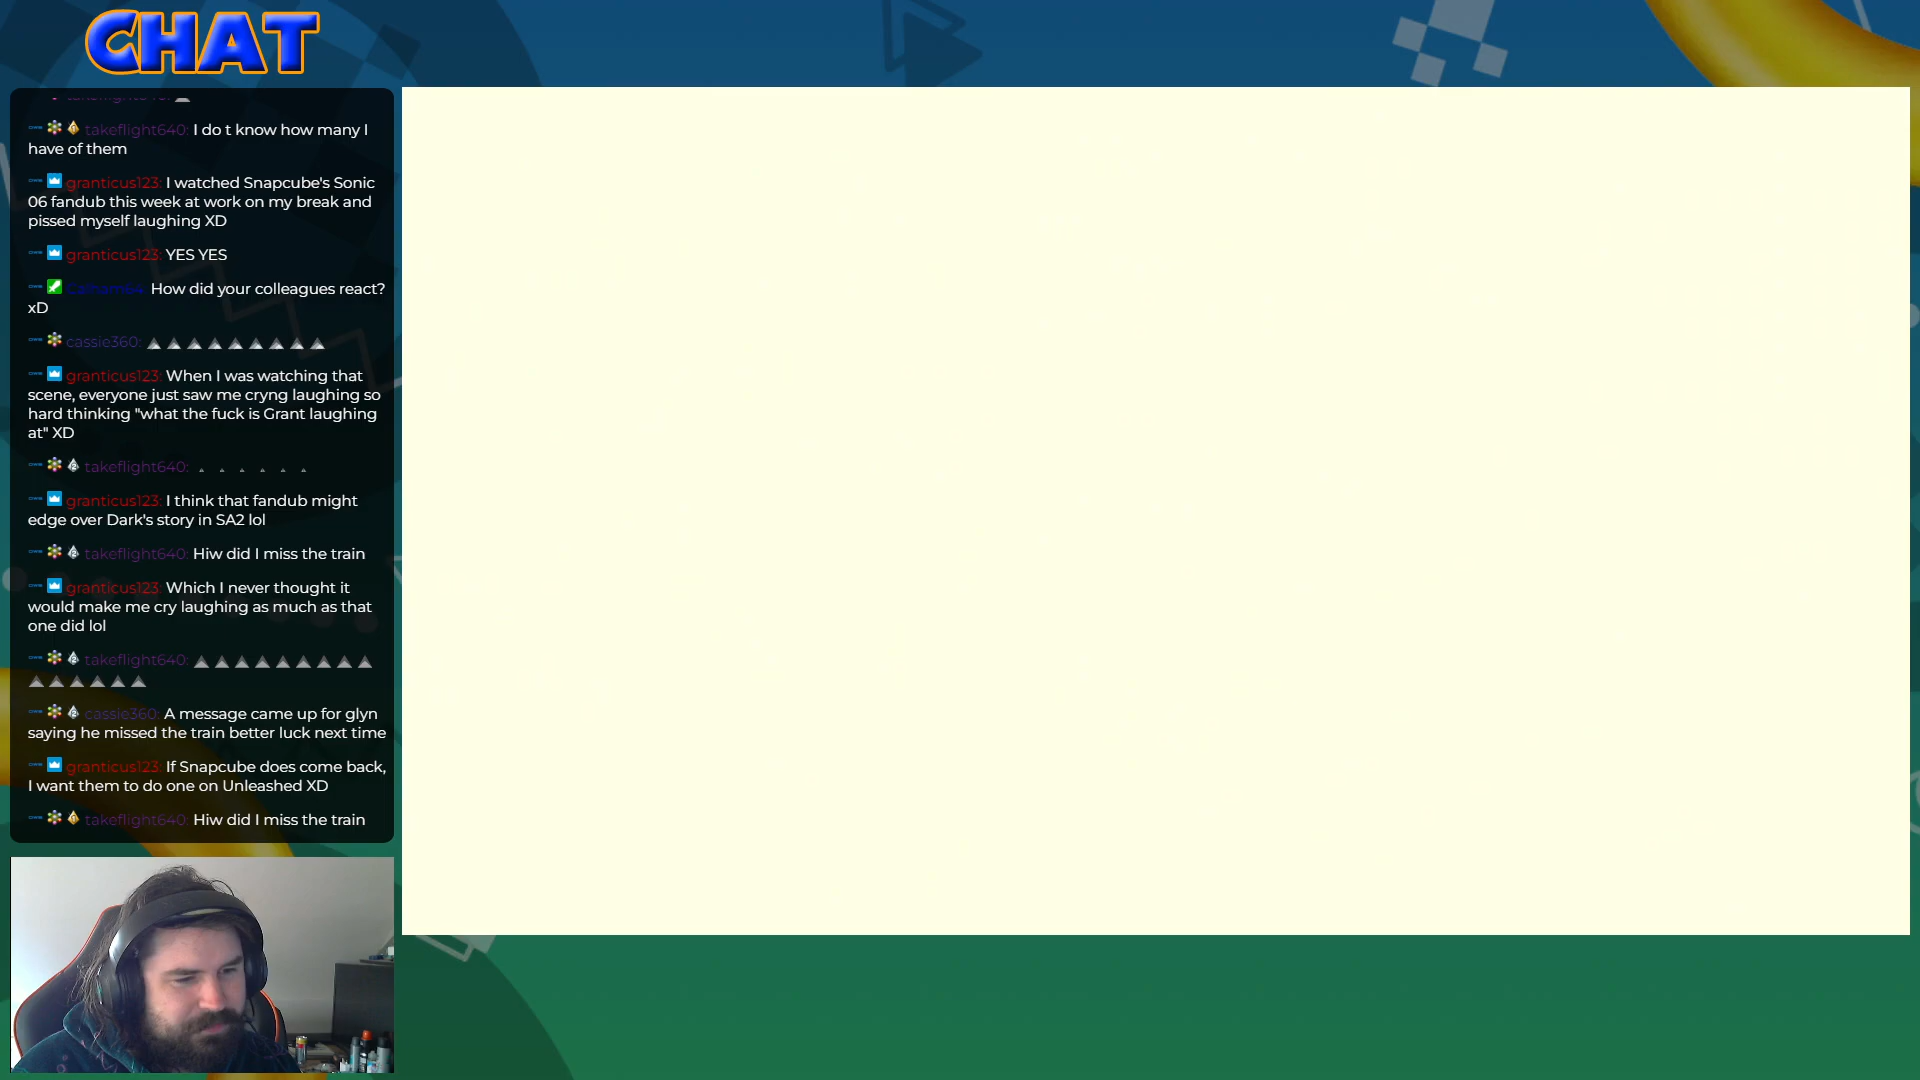 CHAT
takeflight640: I do t know how many I
have of them
granticus123: I watched Snapcube's Sonic
06 fandub this week at work on my break and
pissed myself laughing XD
granticus123: YES YES
How did your colleagues react?
xD
cassie360:
granticus123: When I was watching that
scene, everyone just saw me cryng laughing so
hard thinking "what the fuck is Grant laughing
at" XD
takeflight640:
granticus123: I think that fandub might
edge over Dark's story in SA2 lol
takeflight640: Hiw did I miss the train
granticus123: Which I never thought it
would make me cry laughing as much as that
one did lol
takeflight640:
cassie360: A message came up for glyn
saying he missed the train better luck next time
granticus123: If Snapcube does come back,
I want them to do one on Unleashed XD
takeflight640: Hiw did I miss the train